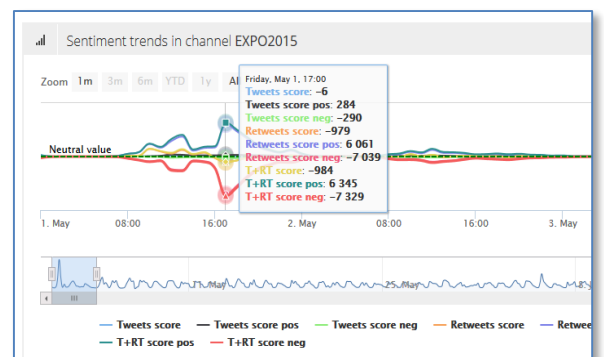 Sentiment trends in channel EXPO2015
Zoom 1m 3m 6m YTD 1y
Friday, May 1, 17:00
Tweets score: -6
Tweets score pos: 284
Tweets score neg: -290
Retweets score: -979
Retweets score pos: 6 061
Retweets score neg: -7 039
T+RT score: -984
T+RT score pos: 6 345
T+RT score neg: -7 329
Neutral value
1. May 08:00 16:00 2. May 08:00 16:00 3. May
11. May 25. May
Tweets score Tweets score pos Tweets score neg Retweets score
T+RT score pos T+RT score neg